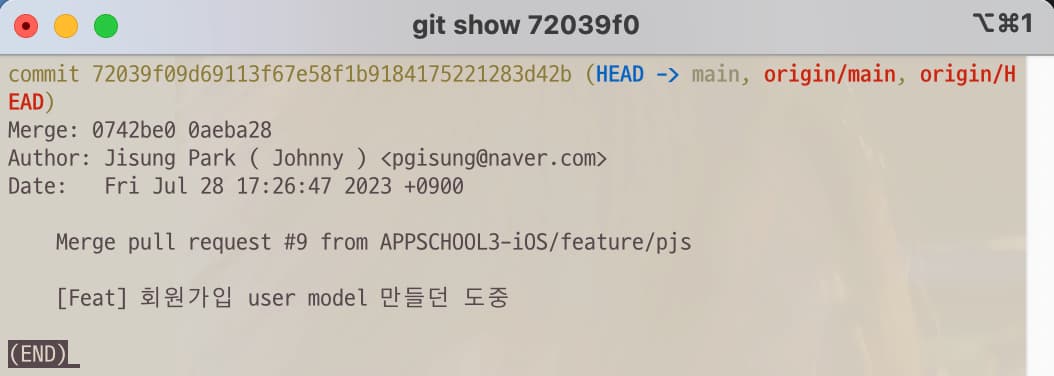 git show 72039f0
⌥⌘1
commit 72039f09d69113f67e58f1b9184175221283d42b (HEAD -> main, origin/main, origin/H
EAD)
Merge: 0742be0 0aeba28
Author: Jisung Park ( Johnny ) <pgisung@naver.com>
Date:   Fri Jul 28 17:26:47 2023 +0900
Merge pull request #9 from APPSCHOOL3-iOS/feature/pjs
[Feat] 회원가입 user model 만들던 도중
(END)